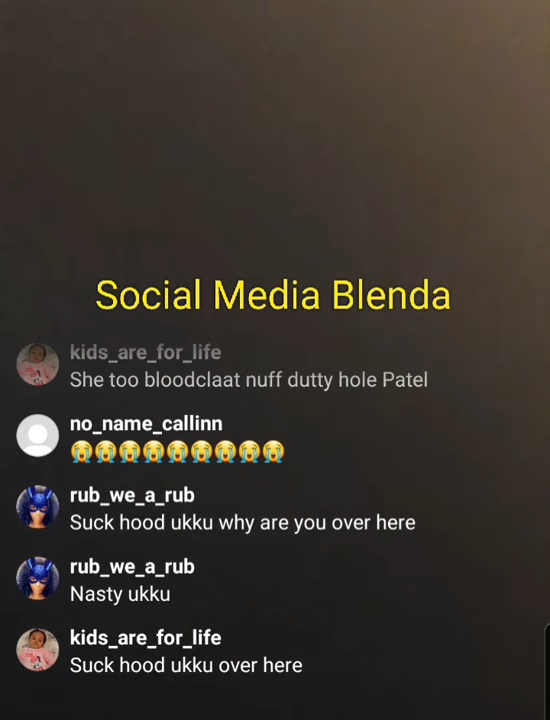 Social Media Blenda
kids_are_for_life
She too bloodclaat nuff dutty hole Patel
no_name_callinn
😭😭😭😭😭😭😭😭😭
rub_we_a_rub
Suck hood ukku why are you over here
rub_we_a_rub
Nasty ukku
kids_are_for_life
Suck hood ukku over here